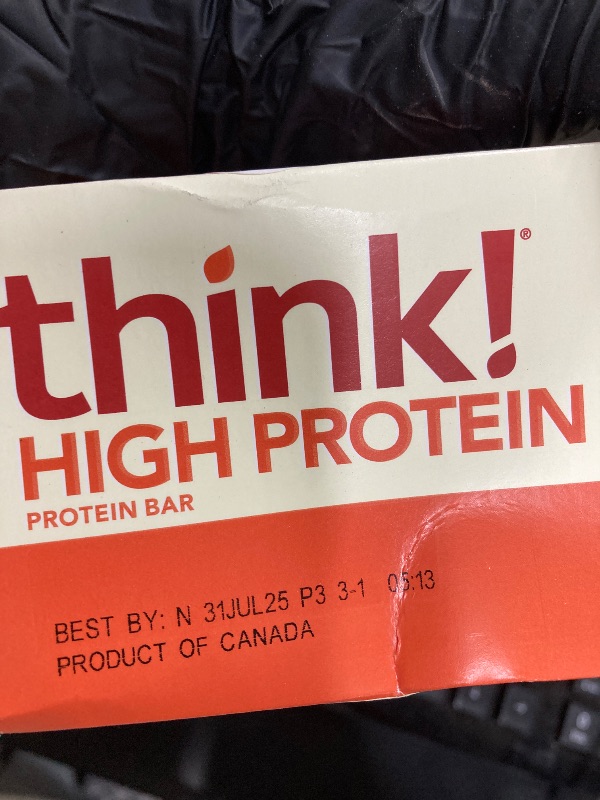 think!®
HIGH PROTEIN
PROTEIN BAR
BEST BY: N 31JUL25 P3 3-1 05:13
PRODUCT OF CANADA